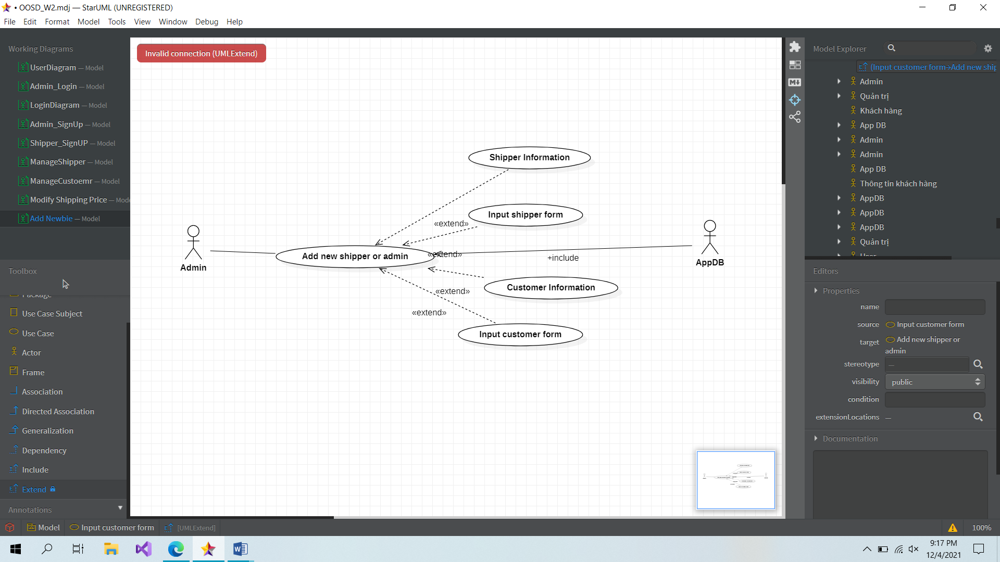 • OOSD_W2.mdj — StarUML (UNREGISTERED)
File Edit Format Model Tools View Window Debug Help
Working Diagrams
UserDiagram — Model
Admin_Login — Model
LoginDiagram — Model
Admin_SignUp — Model
Shipper_SignUP — Model
ManageShipper — Model
ManageCustoemr — Model
Modify Shipping Price — Mode
Add Newbie — Model
Toolbox
Package
Use Case Subject
Use Case
Actor
Frame
Association
Directed Association
Generalization
Dependency
Include
Extend
Annotations
Invalid connection (UMLExtend)
Shipper Information
Input shipper form
«extend»
Add new shipper or admin
«extend»
+include
Admin
AppDB
Customer Information
«extend»
«extend»
Input customer form
Model Explorer
(Input customer form→Add new ship
Admin
Quản trị
Khách hàng
App DB
Admin
Admin
App DB
Thông tin khách hàng
AppDB
AppDB
AppDB
Quản trị
User
Editors
Properties
name
source Input customer form
target Add new shipper or
admin
stereotype —
visibility public
condition
extensionLocations —
Documentation
Model Input customer form [UMLExtend]
100%
9:17 PM
12/4/2021